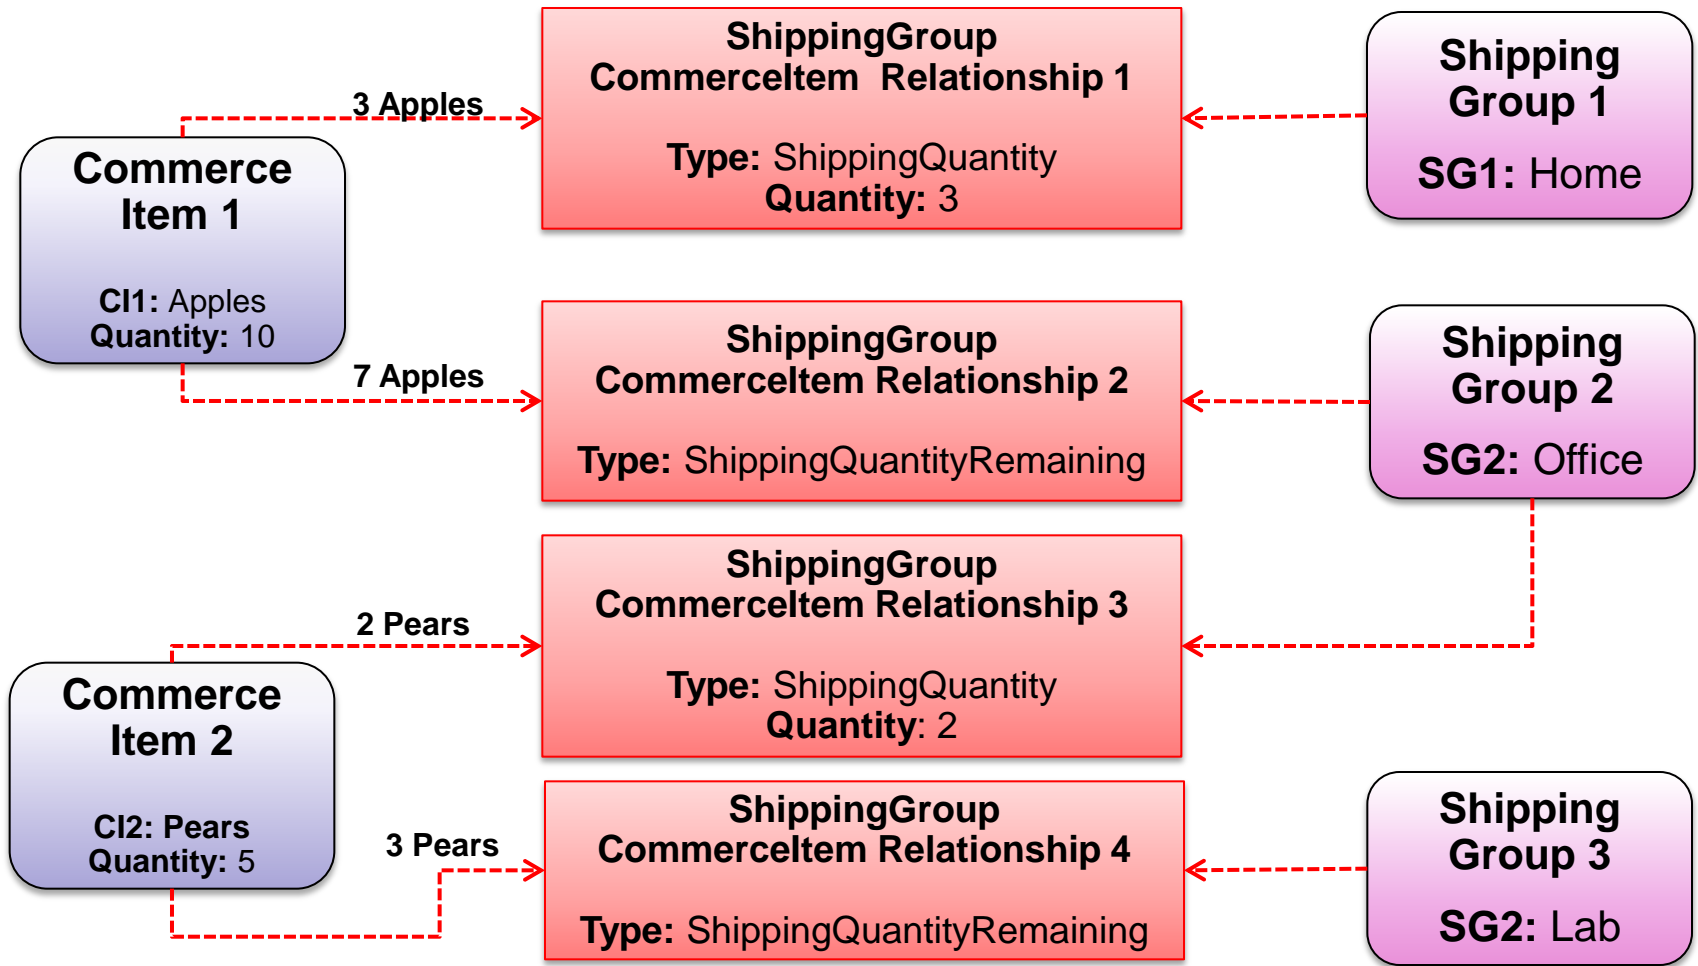 ShippingGroup
CommerceItem  Relationship 1
Type: ShippingQuantity
Quantity: 3
Shipping
Group 1
SG1: Home
3 Apples
Commerce
Item 1
CI1: Apples
Quantity: 10
7 Apples
ShippingGroup
CommerceItem Relationship 2
Type: ShippingQuantityRemaining
Shipping
Group 2
SG2: Office
ShippingGroup
CommerceItem Relationship 3
Type: ShippingQuantity
Quantity: 2
2 Pears
Commerce
Item 2
CI2: Pears
Quantity: 5
3 Pears
ShippingGroup
CommerceItem Relationship 4
Type: ShippingQuantityRemaining
Shipping
Group 3
SG2: Lab